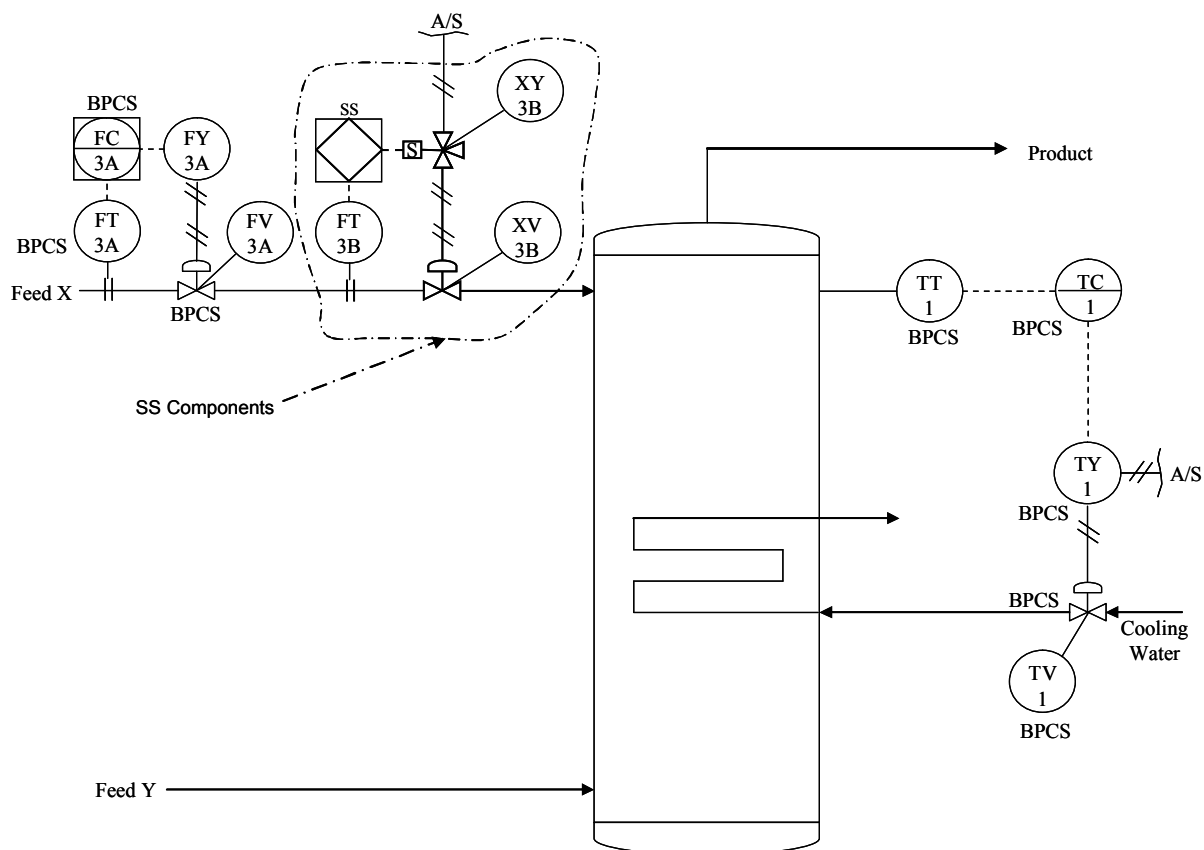 A/S
BPCS
SS
XY
3B
FC
3A
FY
3A
S
Product
FT
3A
FV
3A
FT
3B
XV
3B
BPCS
Feed X
BPCS
TT
1
TC
1
BPCS
BPCS
SS Components
TY
1
A/S
BPCS
BPCS
Cooling
Water
TV
1
BPCS
Feed Y